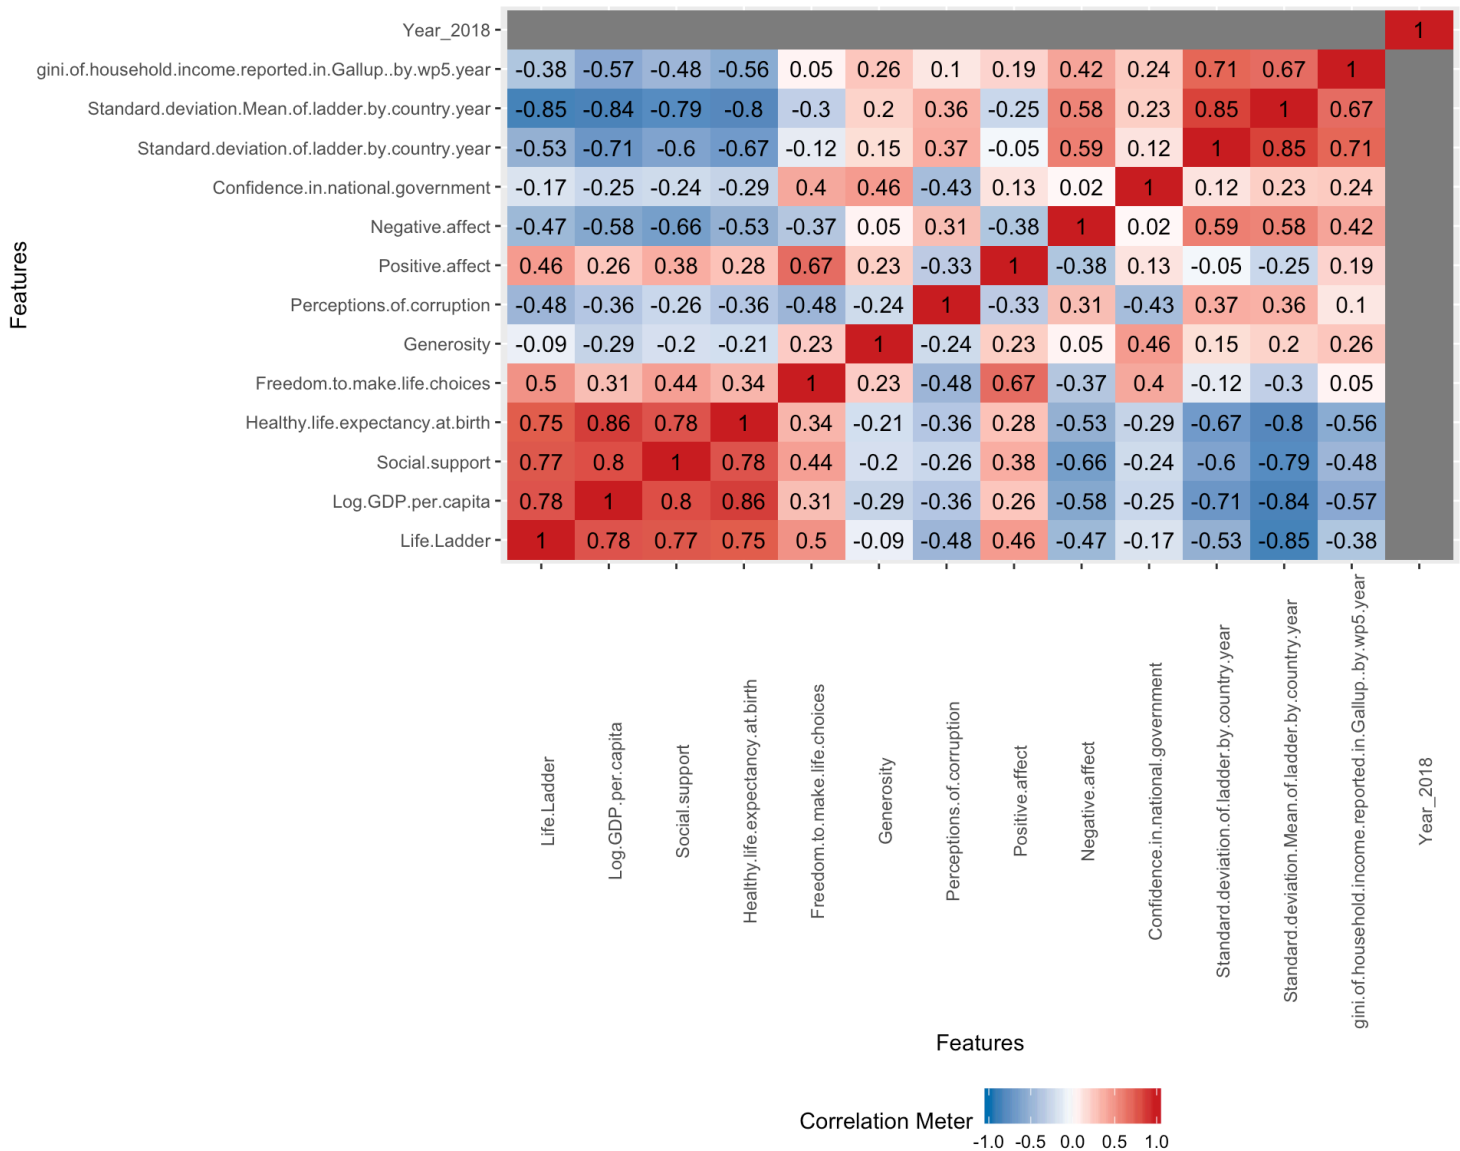 Year_2018
1
gini.of.household.income.reported.in.Gallup..by.wp5.year
-0.38 -0.57 -0.48 -0.56 0.05 0.26 0.1 0.19 0.42 0.24 0.71 0.67 1
Standard.deviation.Mean.of.ladder.by.country.year
-0.85 -0.84 -0.79 -0.8 -0.3 0.2 0.36 -0.25 0.58 0.23 0.85 1 0.67
Standard.deviation.of.ladder.by.country.year
-0.53 -0.71 -0.6 -0.67 -0.12 0.15 0.37 -0.05 0.59 0.12 1 0.85 0.71
Confidence.in.national.government
-0.17 -0.25 -0.24 -0.29 0.4 0.46 -0.43 0.13 0.02 1 0.12 0.23 0.24
Negative.affect
-0.47 -0.58 -0.66 -0.53 -0.37 0.05 0.31 -0.38 1 0.02 0.59 0.58 0.42
Positive.affect
0.46 0.26 0.38 0.28 0.67 0.23 -0.33 1 -0.38 0.13 -0.05 -0.25 0.19
Perceptions.of.corruption
-0.48 -0.36 -0.26 -0.36 -0.48 -0.24 1 -0.33 0.31 -0.43 0.37 0.36 0.1
Generosity
-0.09 -0.29 -0.2 -0.21 0.23 1 -0.24 0.23 0.05 0.46 0.15 0.2 0.26
Freedom.to.make.life.choices
0.5 0.31 0.44 0.34 1 0.23 -0.48 0.67 -0.37 0.4 -0.12 -0.3 0.05
Healthy.life.expectancy.at.birth
0.75 0.86 0.78 1 0.34 -0.21 -0.36 0.28 -0.53 -0.29 -0.67 -0.8 -0.56
Social.support
0.77 0.8 1 0.78 0.44 -0.2 -0.26 0.38 -0.66 -0.24 -0.6 -0.79 -0.48
Log.GDP.per.capita
0.78 1 0.8 0.86 0.31 -0.29 -0.36 0.26 -0.58 -0.25 -0.71 -0.84 -0.57
Life.Ladder
1 0.78 0.77 0.75 0.5 -0.09 -0.48 0.46 -0.47 -0.17 -0.53 -0.85 -0.38
Features
Life.Ladder
Log.GDP.per.capita
Social.support
Healthy.life.expectancy.at.birth
Freedom.to.make.life.choices
Generosity
Perceptions.of.corruption
Positive.affect
Negative.affect
Confidence.in.national.government
Standard.deviation.of.ladder.by.country.year
Standard.deviation.Mean.of.ladder.by.country.year
gini.of.household.income.reported.in.Gallup..by.wp5.year
Year_2018
Features
Correlation Meter
-1.0 -0.5 0.0 0.5 1.0